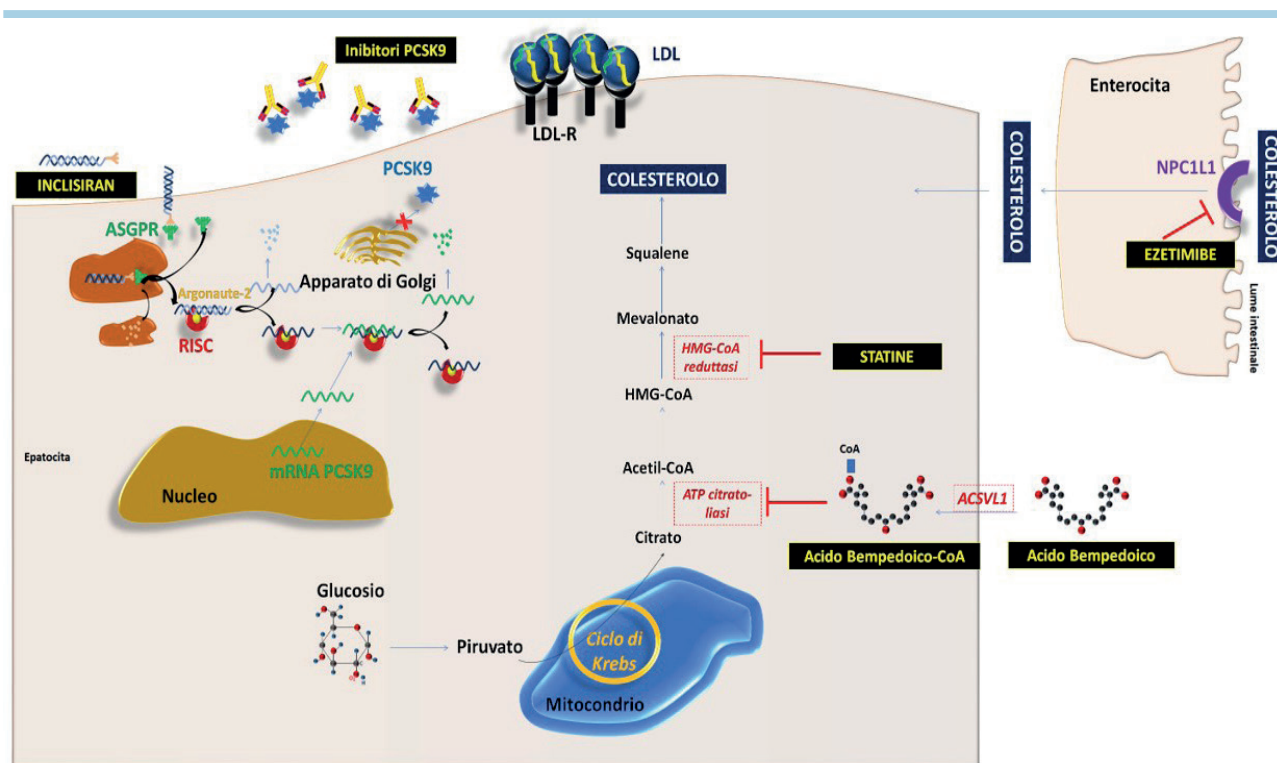 Inibitori PCSK9
LDL
LDL-R
INCLISIRAN
ASGPR
Argonaute-2
RISC
PCSK9
Apparato di Golgi
mRNA PCSK9
Nucleo
Epatocita
COLESTEROLO
Squalene
Mevalonato
HMG-CoA
reduttasi
STATINE
HMG-CoA
Acetil-CoA
ATP citrato-
liasi
Citrato
CoA
Acido Bempedoico-CoA
ACSVL1
Acido Bempedoico
Glucosio
Piruvato
Ciclo di
Krebs
Mitocondrio
Enterocita
COLESTEROLO
NPC1L1
COLESTEROLO
EZETIMIBE
Lume intestinale